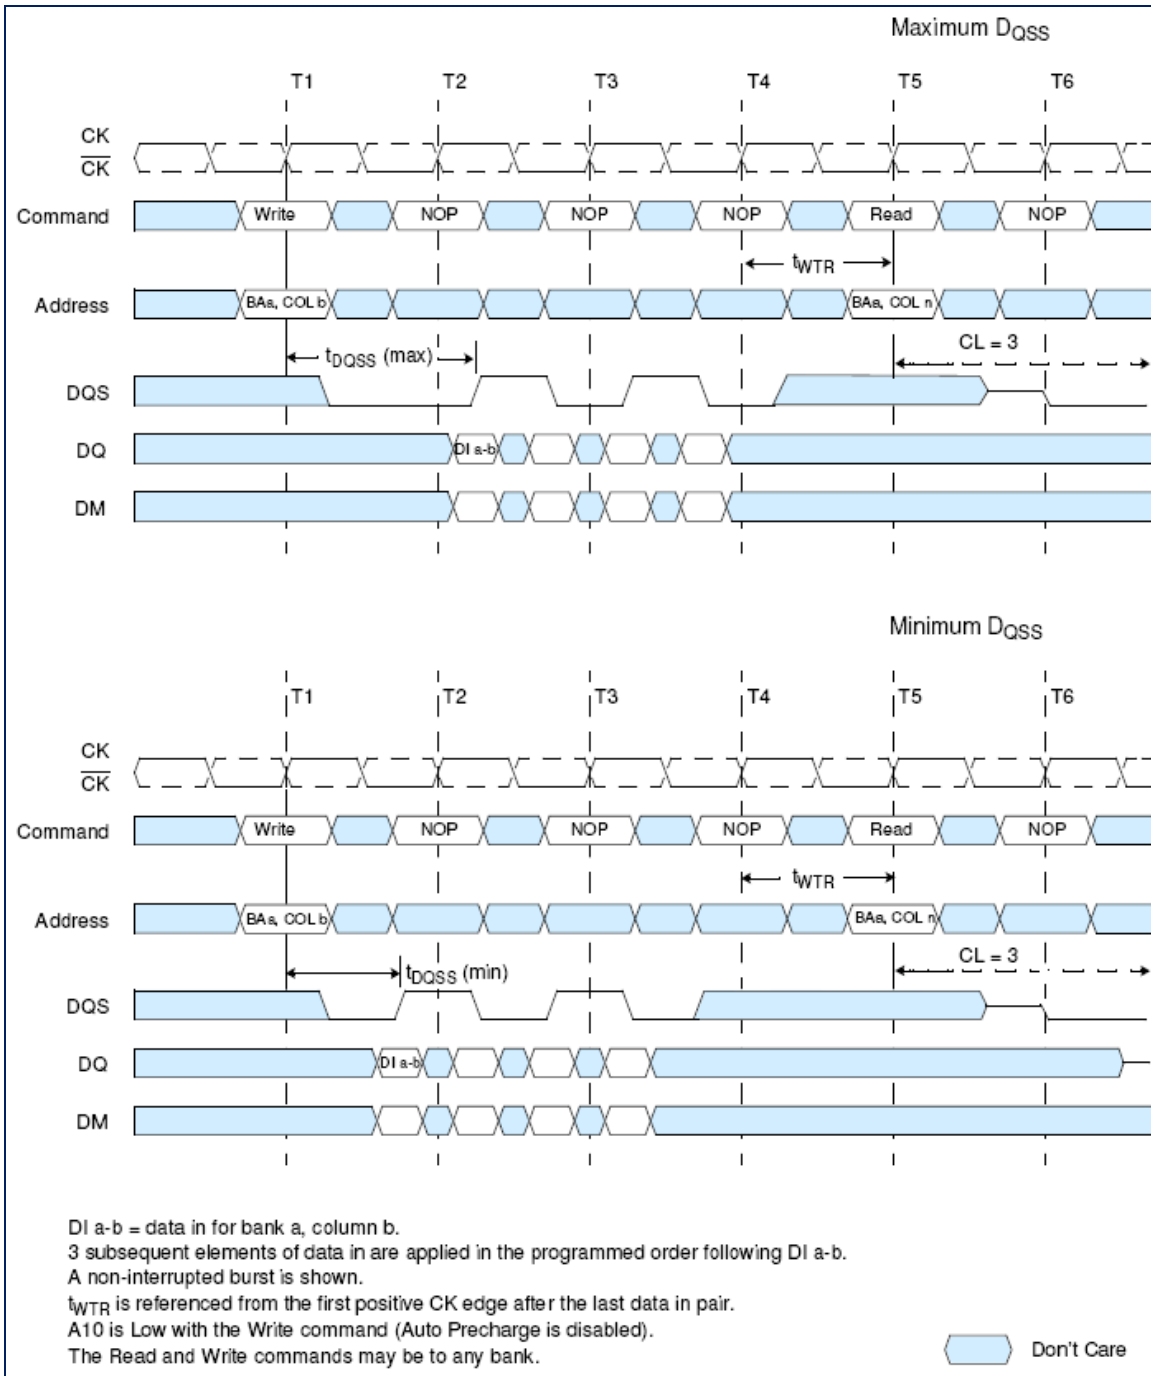 Maximum DQSS
T1 T2 T3 T4 T5 T6
CK
CK
Command Write NOP NOP NOP Read NOP
tWTR
Address BAa, COL b BAa, COL n
tDQSS (max) CL = 3
DQS
DQ DI a-b
DM
Minimum DQSS
T1 T2 T3 T4 T5 T6
CK
CK
Command Write NOP NOP NOP Read NOP
tWTR
Address BAa, COL b BAa, COL n
tDQSS (min) CL = 3
DQS
DQ DI a-b
DM
DI a-b = data in for bank a, column b.
3 subsequent elements of data in are applied in the programmed order following DI a-b.
A non-interrupted burst is shown.
tWTR is referenced from the first positive CK edge after the last data in pair.
A10 is Low with the Write command (Auto Precharge is disabled).
The Read and Write commands may be to any bank.
Don't Care